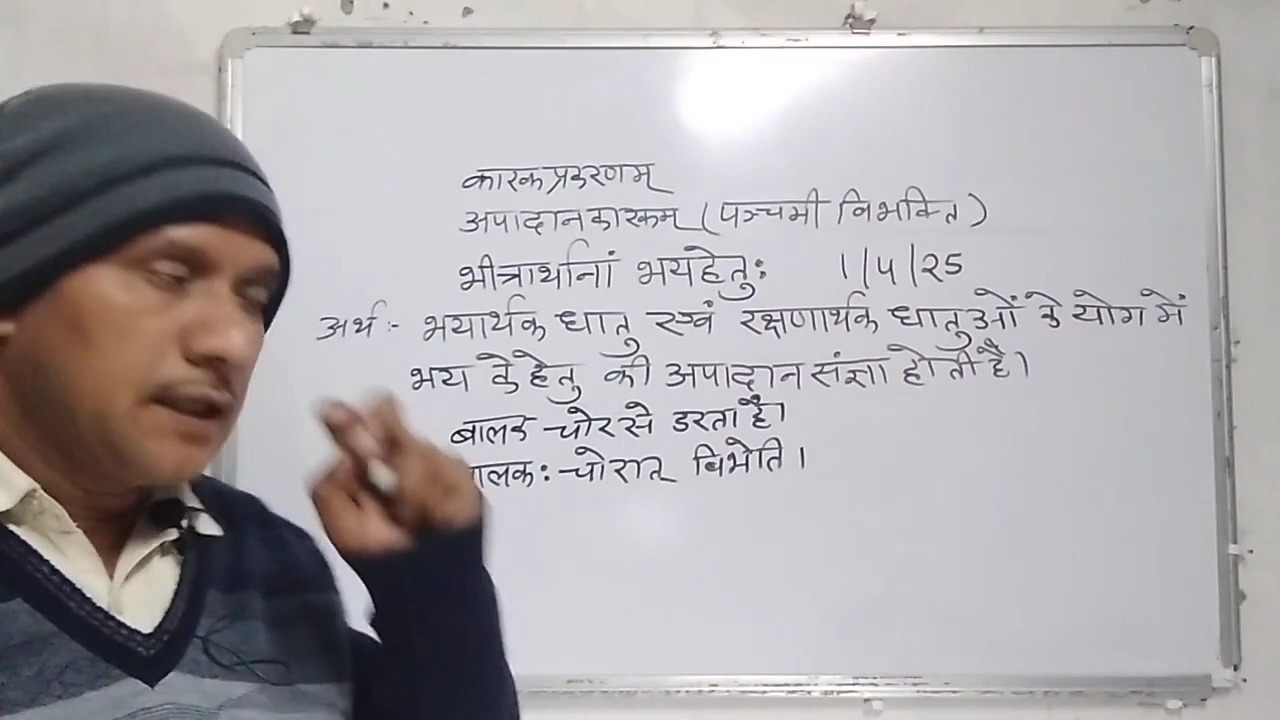 कारकप्रकरणम्
अपादानकारकम् (पञ्चमी विभक्ति)
भीत्रार्थानां भयहेतुः 1/4/25
अर्थ :- भयार्थक धातु एवं रक्षणार्थक धातुओं के योग में
भय के हेतु की अपादान संज्ञा होती है।
बालक चोर से डरता है।
ालकः चोरात् बिभेति।